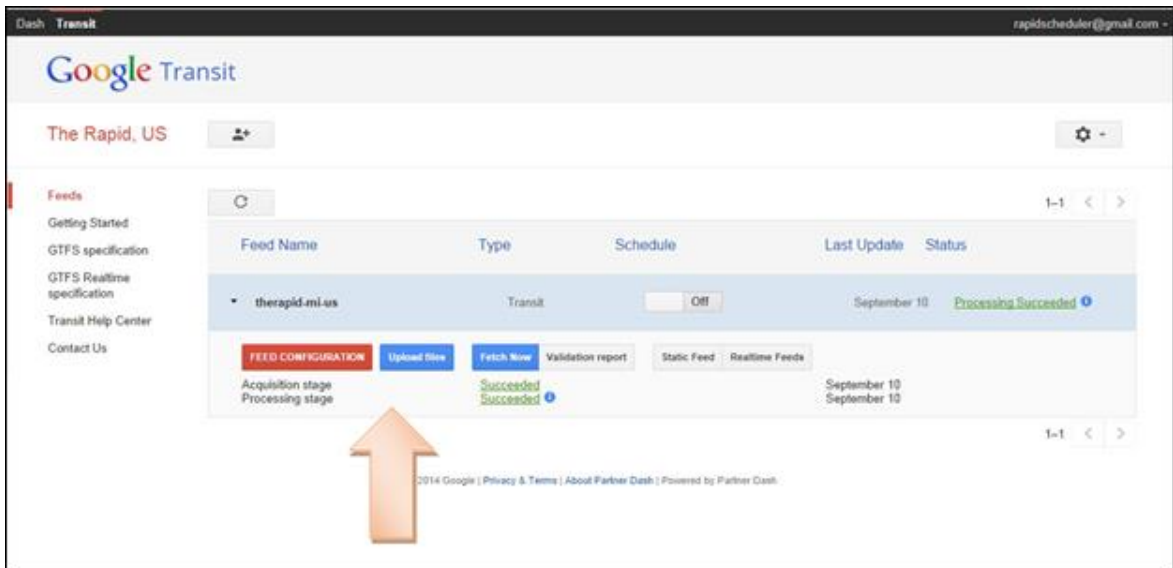 Dash Transit rapidscheduler@gmail.com
Google Transit
The Rapid, US
Feeds
Getting Started
GTFS specification
GTFS Realtime
specification
Transit Help Center
Contact Us
1–1
Feed Name Type Schedule Last Update Status
therapid-mi-us Transit Off September 10 Processing Succeeded
FEED CONFIGURATION Upload files Fetch Now Validation report Static Feed Realtime Feeds
Acquisition stage Succeeded September 10
Processing stage Succeeded September 10
1–1
2014 Google | Privacy & Terms | About Partner Dash | Powered by Partner Dash